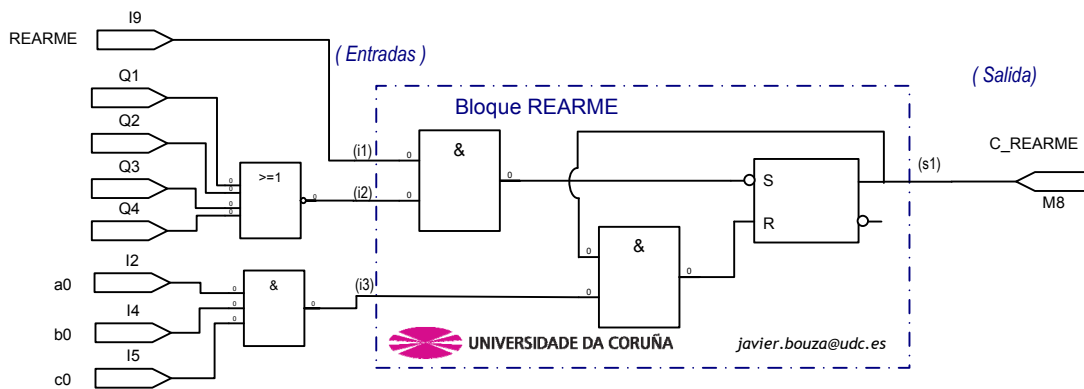 I9
REARME
( Entradas )
Q1
Q2
Q3
Q4
>=1
0
0
0
0
0
(i1)
(i2)
I2
a0
I4
b0
I5
c0
&
0
0
0
0
(i3)
Bloque REARME
&
0
0
0
&
0
0
0
S
R
( Salida)
(s1)
C_REARME
M8
UNIVERSIDADE DA CORUÑA
javier.bouza@udc.es